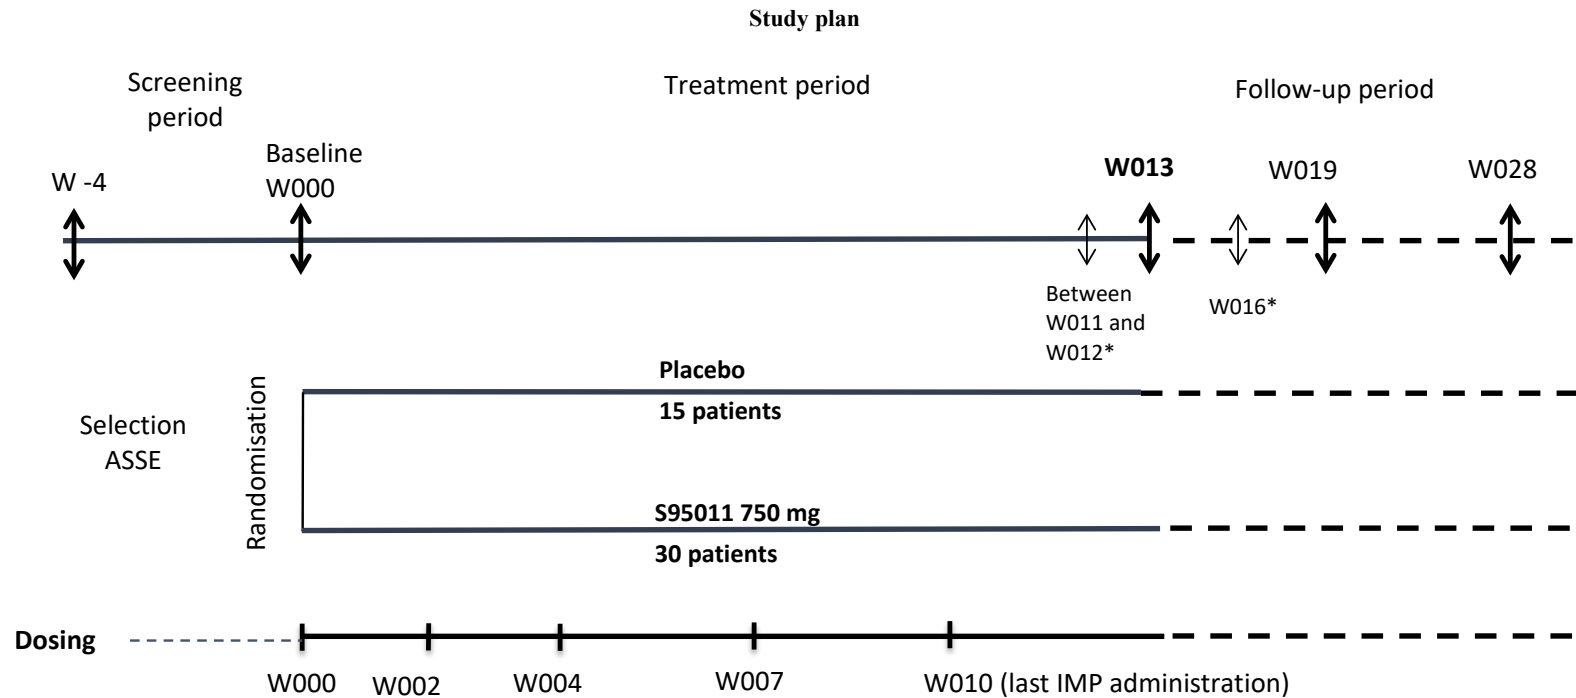 Study plan
Screening
period
Treatment period
Follow-up period
W -4
Baseline
W000
W013
W019
W028
Between
W011 and
W012*
W016*
Selection
ASSE
Randomisation
Placebo
15 patients
S95011 750 mg
30 patients
Dosing
W000
W002
W004
W007
W010 (last IMP administration)